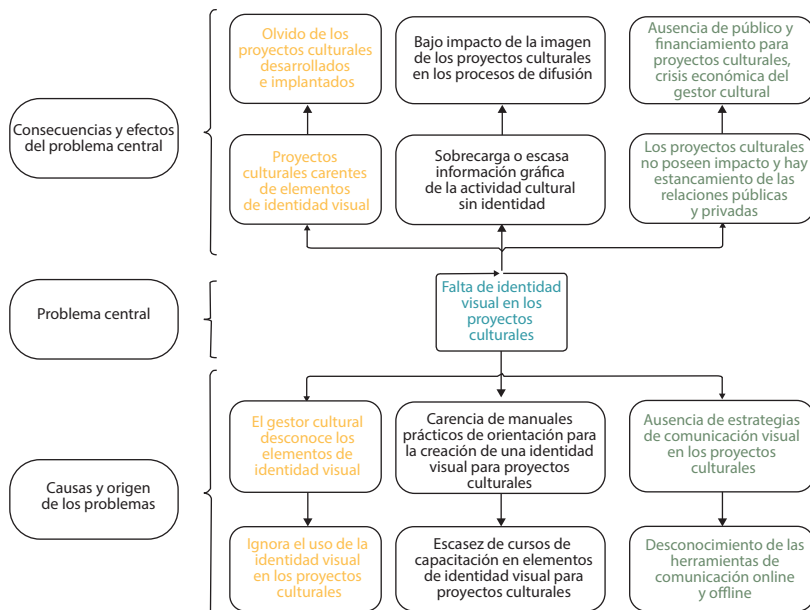 Olvido de los
proyectos culturales
desarrollados
e implantados
Bajo impacto de la imagen
de los proyectos culturales
en los procesos de difusión
Ausencia de público y
financiamiento para
proyectos culturales,
crisis económica del
gestor cultural
Consecuencias y efectos
del problema central
Proyectos
culturales carentes
de elementos
de identidad visual
Sobrecarga o escasa
información gráfica
de la actividad cultural
sin identidad
Los proyectos culturales
no poseen impacto y hay
estancamiento de las
relaciones públicas
y privadas
Problema central
Falta de identidad
visual en los
proyectos
culturales
Causas y origen
de los problemas
El gestor cultural
desconoce los
elementos de
identidad visual
Carencia de manuales
prácticos de orientación para
la creación de una identidad
visual para proyectos
culturales
Ausencia de estrategias
de comunicación visual
en los proyectos
culturales
Ignora el uso de la
identidad visual
en los proyectos
culturales
Escasez de cursos de
capacitación en elementos
de identidad visual para
proyectos culturales
Desconocimiento de las
herramientas de
comunicación online
y offline